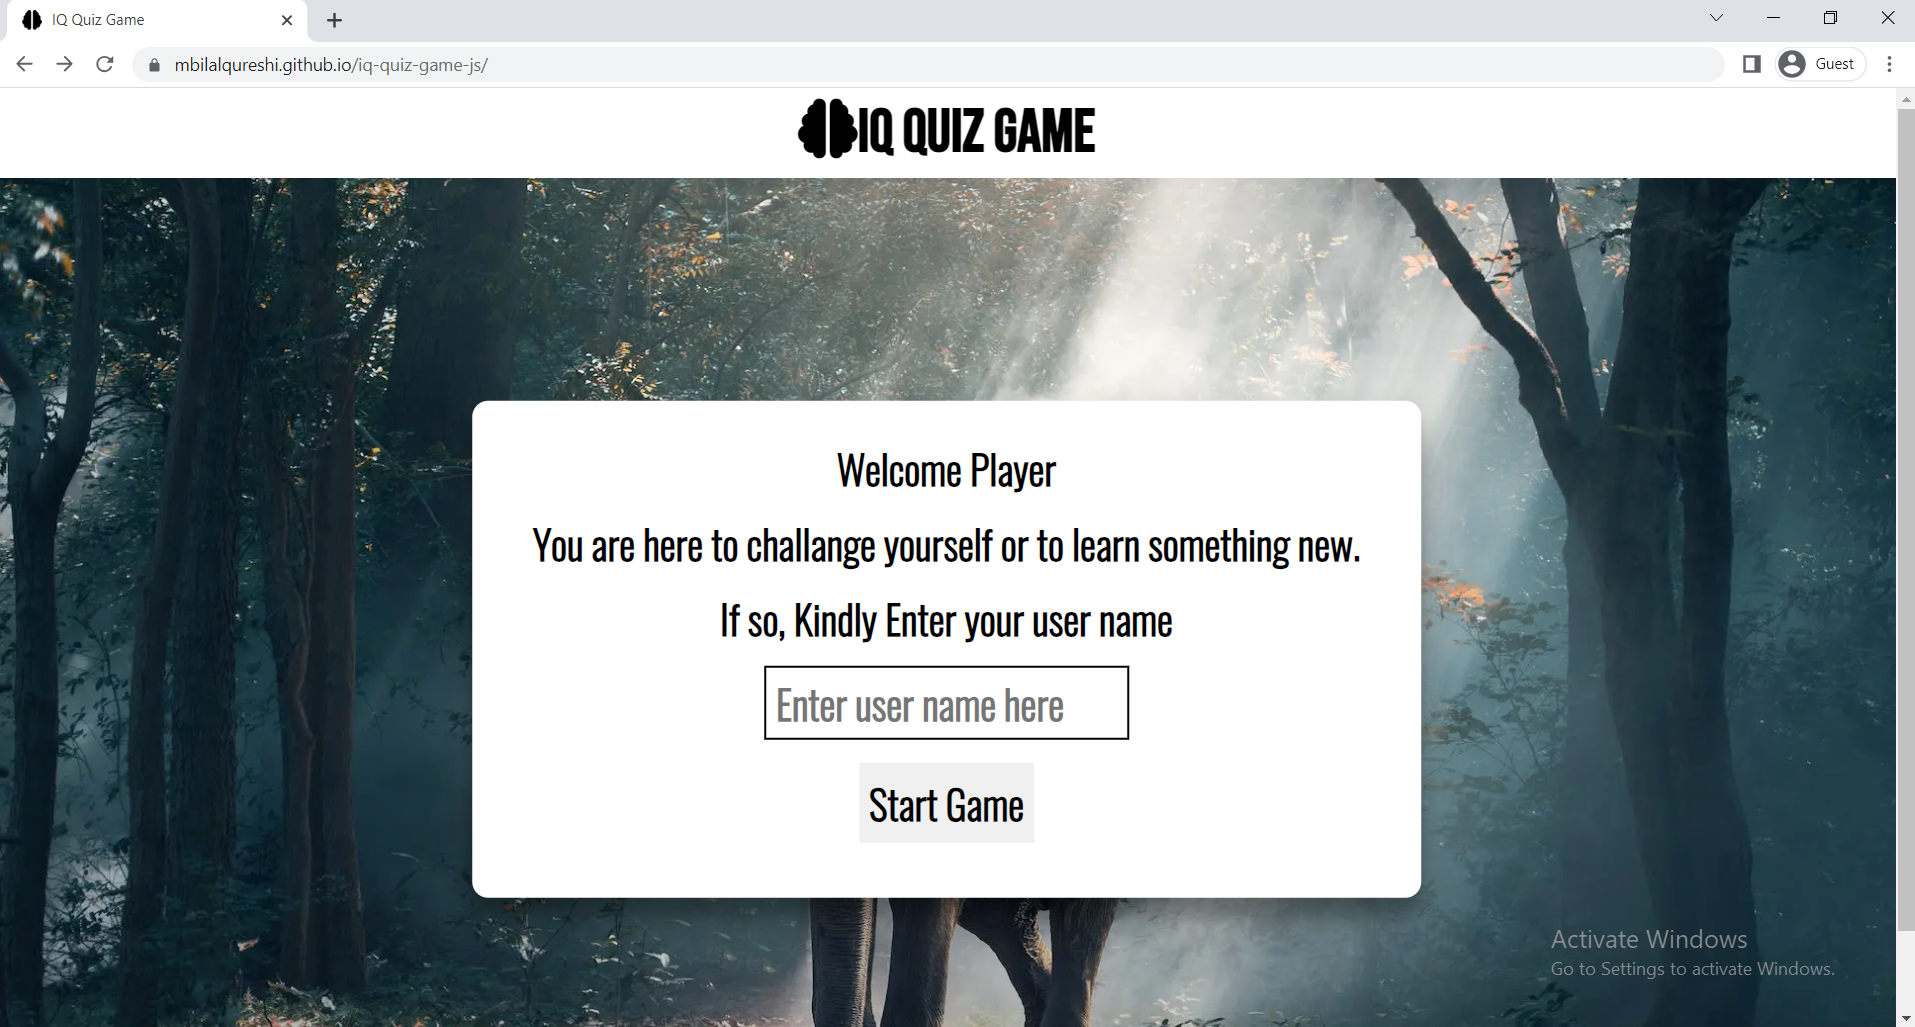 IQ Quiz Game
mbilalqureshi.github.io/iq-quiz-game-js/
Guest
IQ QUIZ GAME
Welcome Player
You are here to challange yourself or to learn something new.
If so, Kindly Enter your user name
Enter user name here
Start Game
Activate Windows
Go to Settings to activate Windows.